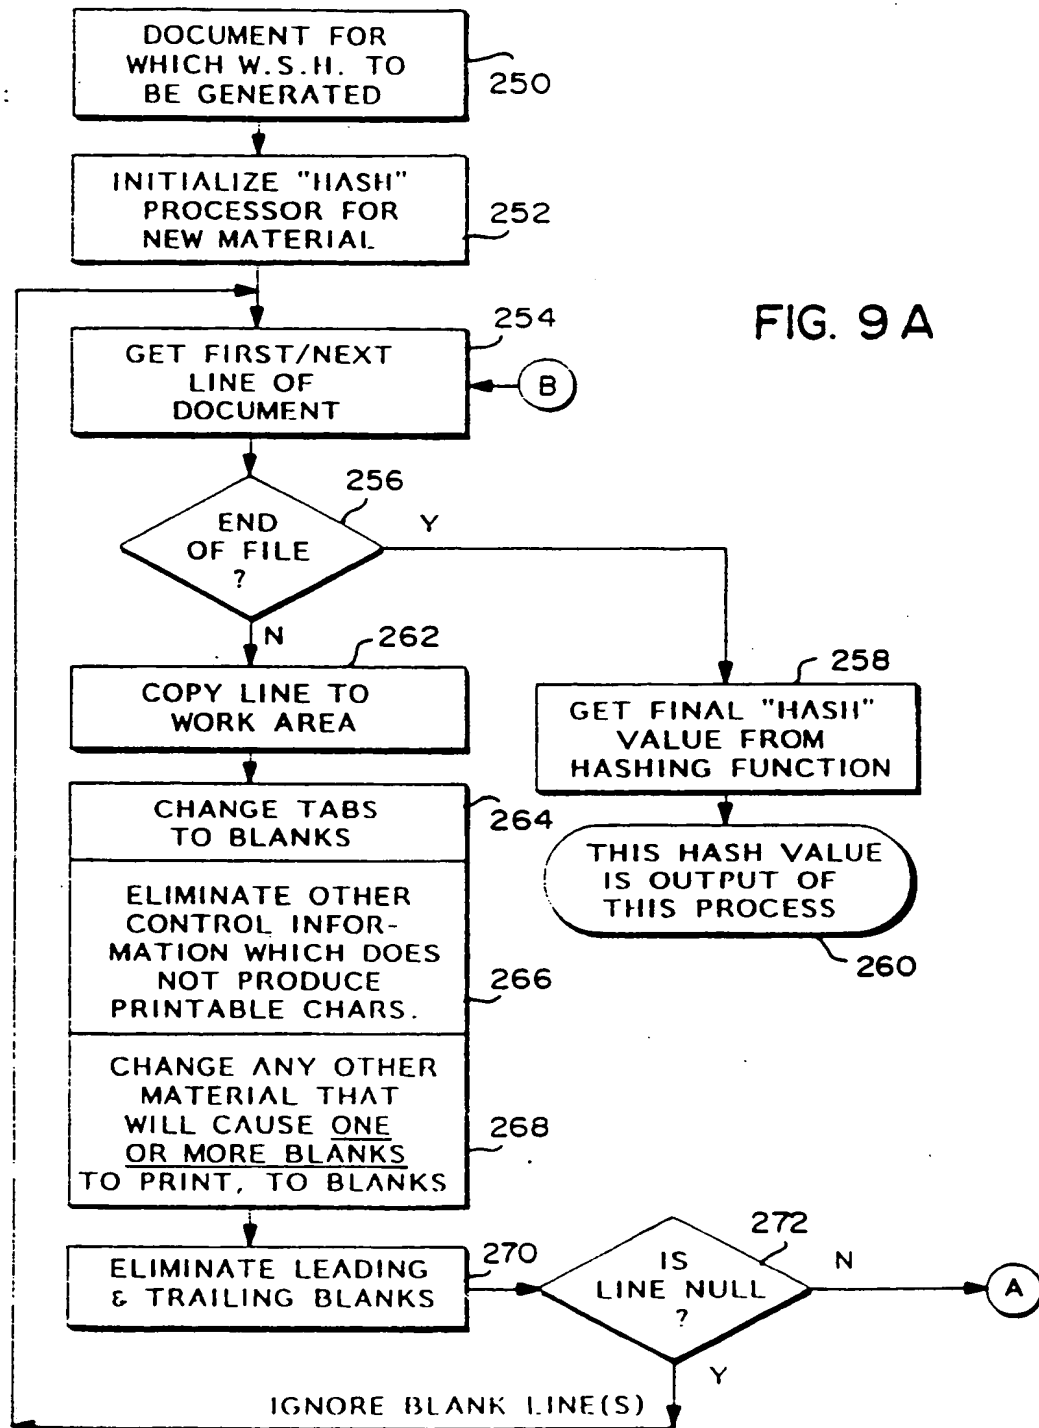 DOCUMENT FOR
WHICH W.S.H. TO
BE GENERATED
250
INITIALIZE "HASH"
PROCESSOR FOR
NEW MATERIAL
252
FIG. 9A
254
GET FIRST/NEXT
LINE OF
DOCUMENT
B
256
END
OF FILE
?
Y
N
262
COPY LINE TO
WORK AREA
258
GET FINAL "HASH"
VALUE FROM
HASHING FUNCTION
CHANGE TABS
TO BLANKS
264
THIS HASH VALUE
IS OUTPUT OF
THIS PROCESS
260
ELIMINATE OTHER
CONTROL INFOR-
MATION WHICH DOES
NOT PRODUCE
PRINTABLE CHARS.
266
CHANGE ANY OTHER
MATERIAL THAT
WILL CAUSE ONE
OR MORE BLANKS
TO PRINT, TO BLANKS
268
ELIMINATE LEADING
& TRAILING BLANKS
270
272
IS
LINE NULL
?
N
A
Y
IGNORE BLANK LINE(S)